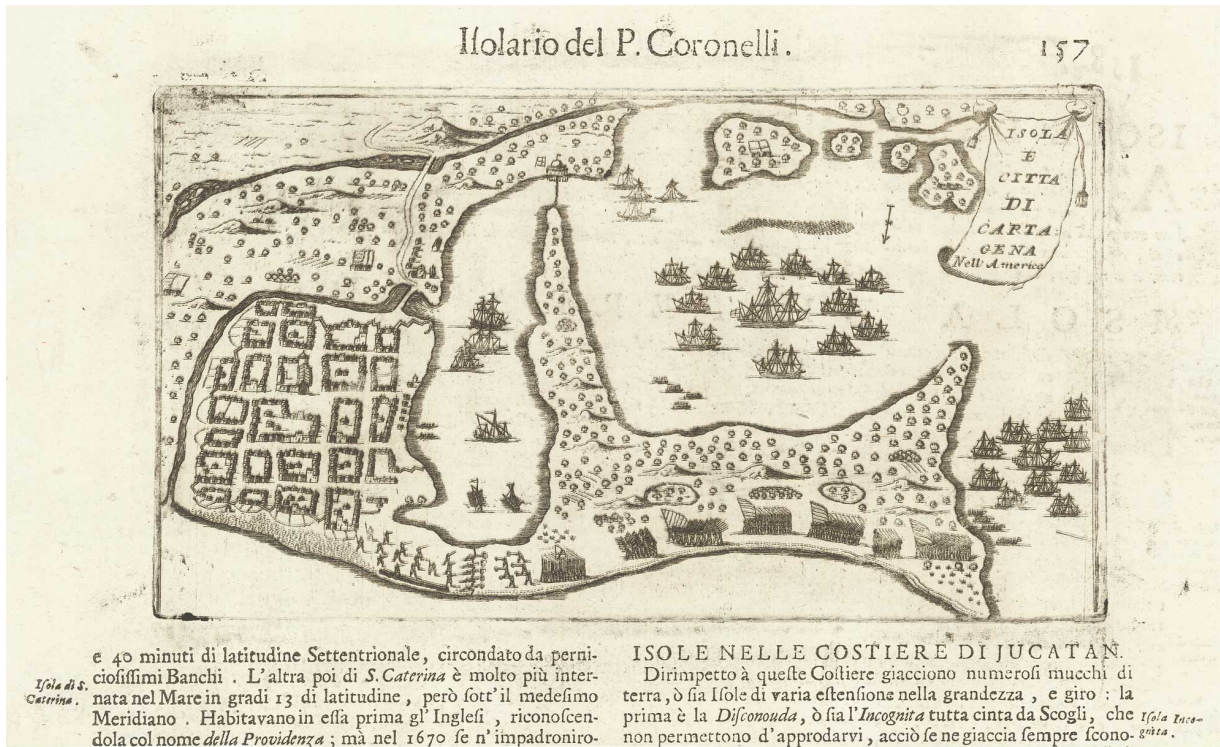 Isolario del P. Coronelli.
157
ISOLA
E
CITTA
DI
CARTA
GENA
Nell'America
e 40 minuti di latitudine Settentrionale, circondato da perni-
ciosissimi Banchi. L'altra poi di S. Caterina è molto più inter-
nata nel Mare in gradi 13 di latitudine, però sott'il medesimo
Meridiano. Habitavano in essa prima gl'Inglesi, riconoscen-
dola col nome della Providenza; mà nel 1670 se n'impadroniro-
Isola di S.
Caterina.
ISOLE NELLE COSTIERE DI JUCATAN.
Dirimpetto à queste Costiere giacciono numerosi mucchi di
terra, ò sia Isole di varia estensione nella grandezza, e giro: la
prima è la Disconouda, ò sia l'Incognita tutta cinta da Scogli, che
non permettono d'approdarvi, acciò se ne giaccia sempre scono-
Isola Inco-
gnita.